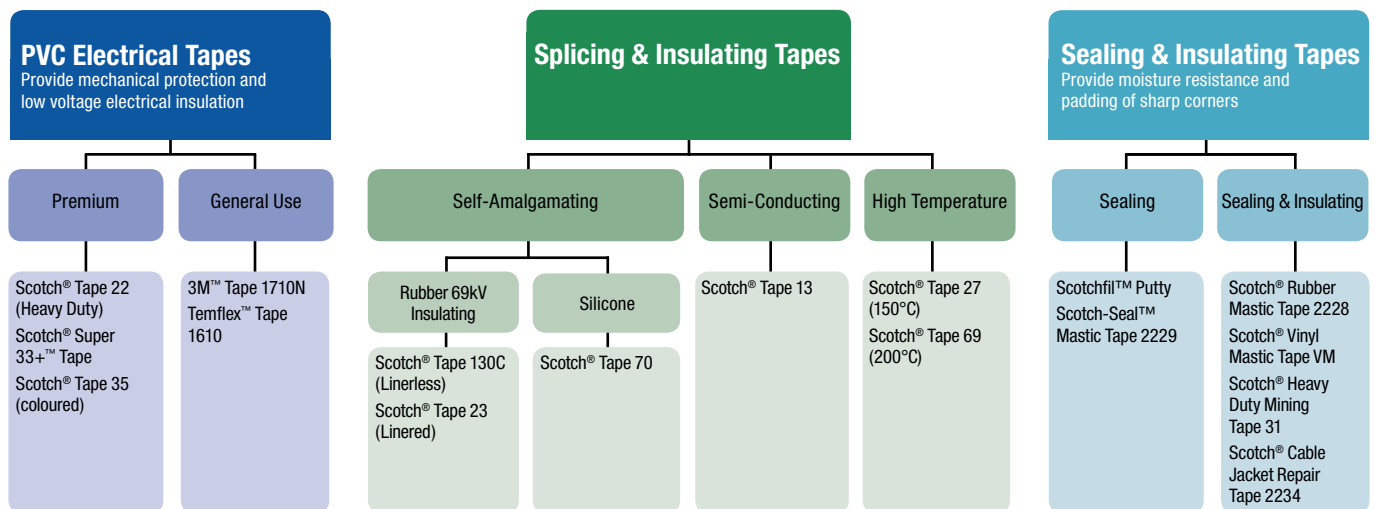 PVC Electrical Tapes
Provide mechanical protection and
low voltage electrical insulation
Premium
Scotch® Tape 22
(Heavy Duty)
Scotch® Super
33+™ Tape
Scotch® Tape 35
(coloured)
General Use
3M™ Tape 1710N
Temflex™ Tape
1610
Splicing & Insulating Tapes
Self-Amalgamating
Rubber 69kV
Insulating
Scotch® Tape 130C
(Linerless)
Scotch® Tape 23
(Linered)
Silicone
Scotch® Tape 70
Semi-Conducting
Scotch® Tape 13
High Temperature
Scotch® Tape 27
(150°C)
Scotch® Tape 69
(200°C)
Sealing & Insulating Tapes
Provide moisture resistance and
padding of sharp corners
Sealing
Scotchfil™ Putty
Scotch-Seal™
Mastic Tape 2229
Sealing & Insulating
Scotch® Rubber
Mastic Tape 2228
Scotch® Vinyl
Mastic Tape VM
Scotch® Heavy
Duty Mining
Tape 31
Scotch® Cable
Jacket Repair
Tape 2234